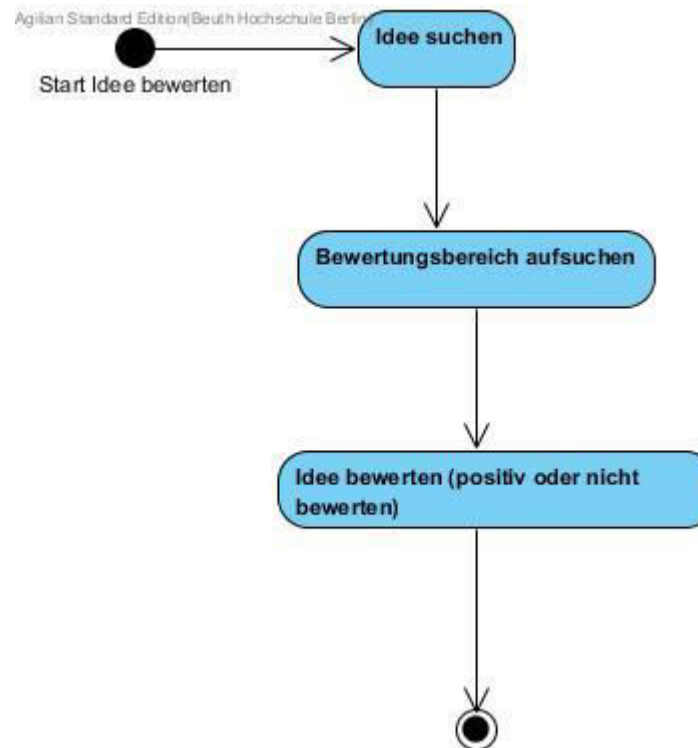 Agilian Standard Edition(Beuth Hochschule Berlin)
Idee suchen
Start Idee bewerten
Bewertungsbereich aufsuchen
Idee bewerten (positiv oder nicht
bewerten)